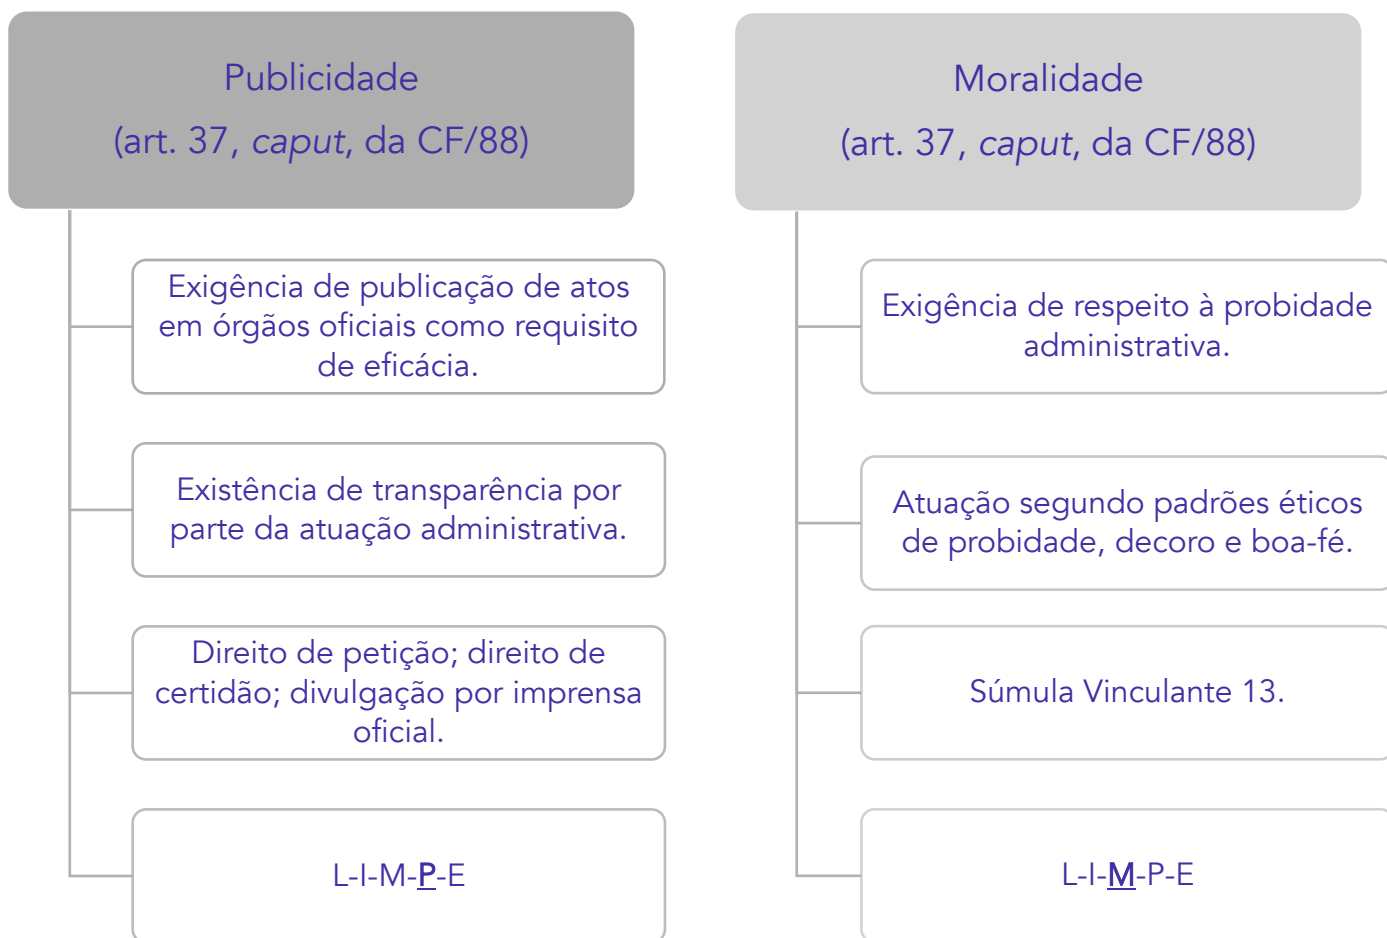 Publicidade
(art. 37, caput, da CF/88)
Exigência de publicação de atos
em órgãos oficiais como requisito
de eficácia.
Existência de transparência por
parte da atuação administrativa.
Direito de petição; direito de
certidão; divulgação por imprensa
oficial.
L-I-M-P-E
Moralidade
(art. 37, caput, da CF/88)
Exigência de respeito à probidade
administrativa.
Atuação segundo padrões éticos
de probidade, decoro e boa-fé.
Súmula Vinculante 13.
L-I-M-P-E